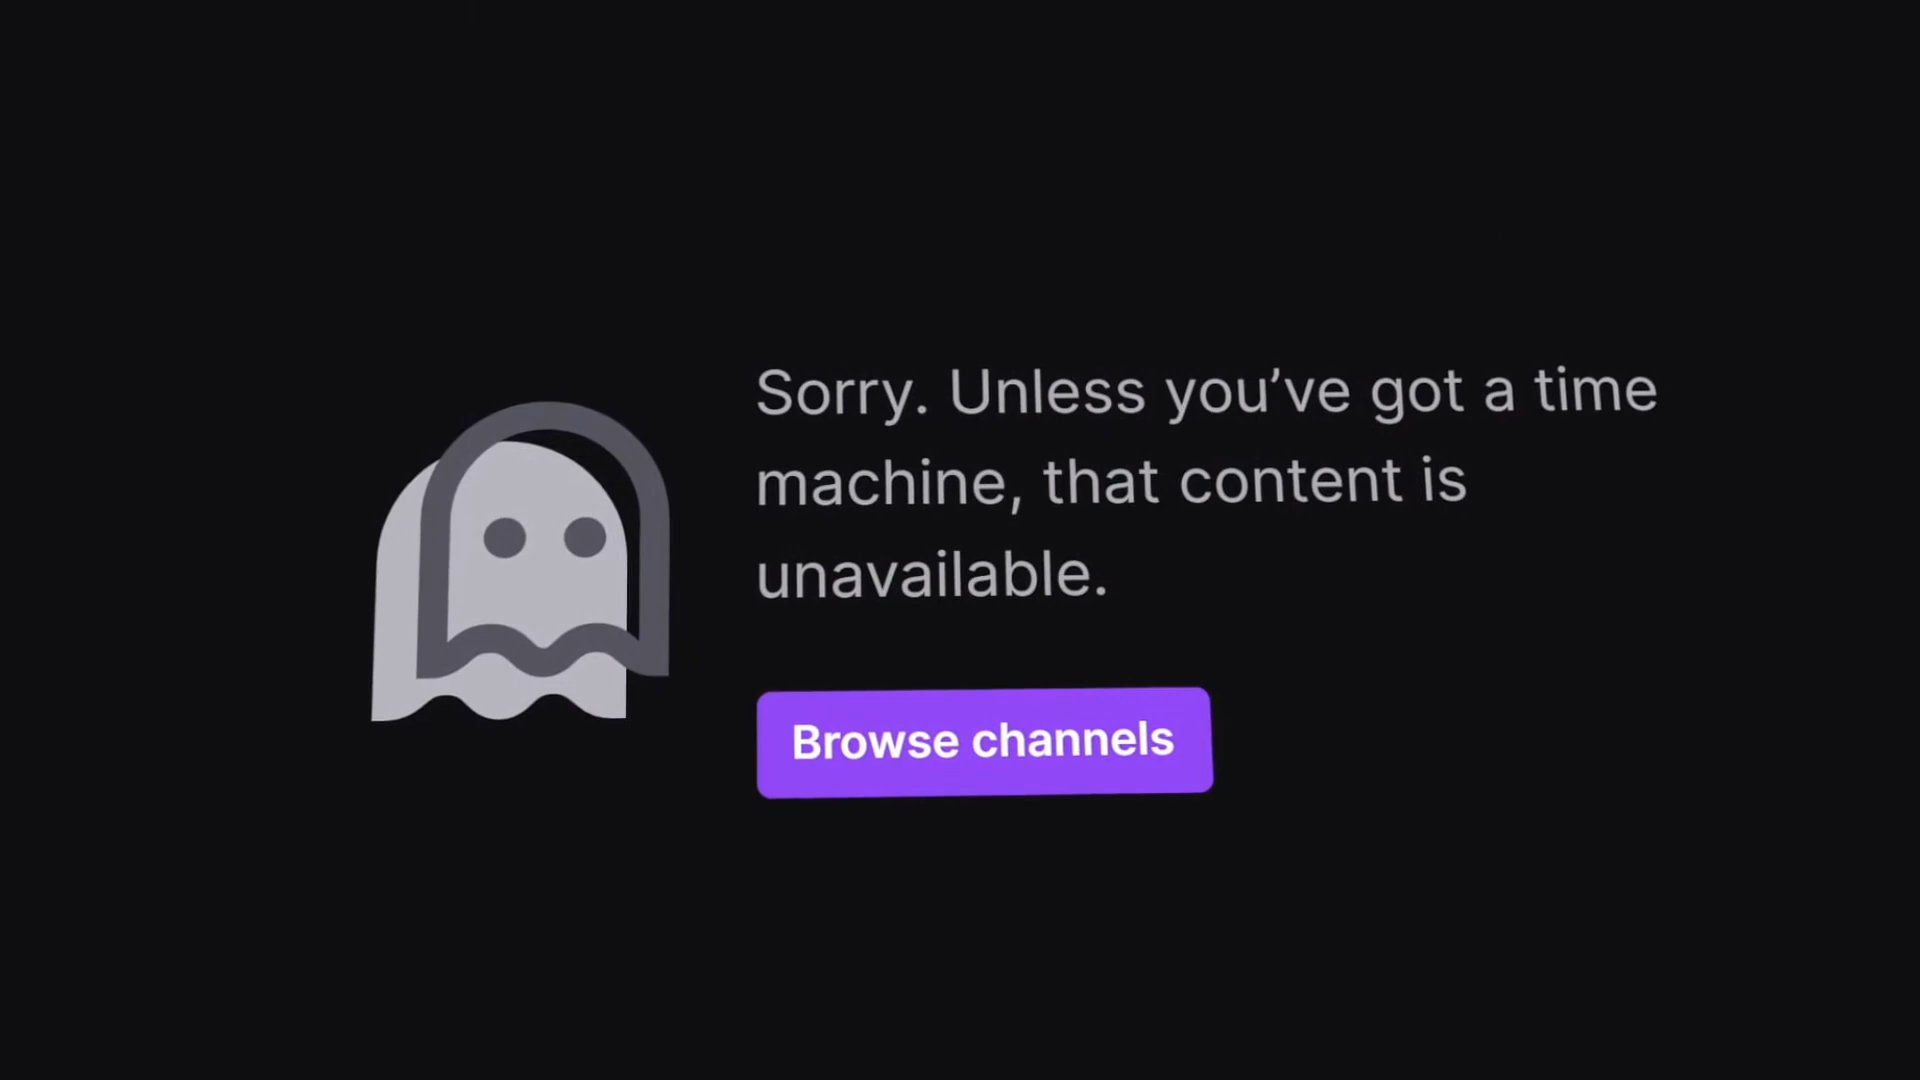 Sorry. Unless you’ve got a time
machine, that content is
unavailable.
Browse channels